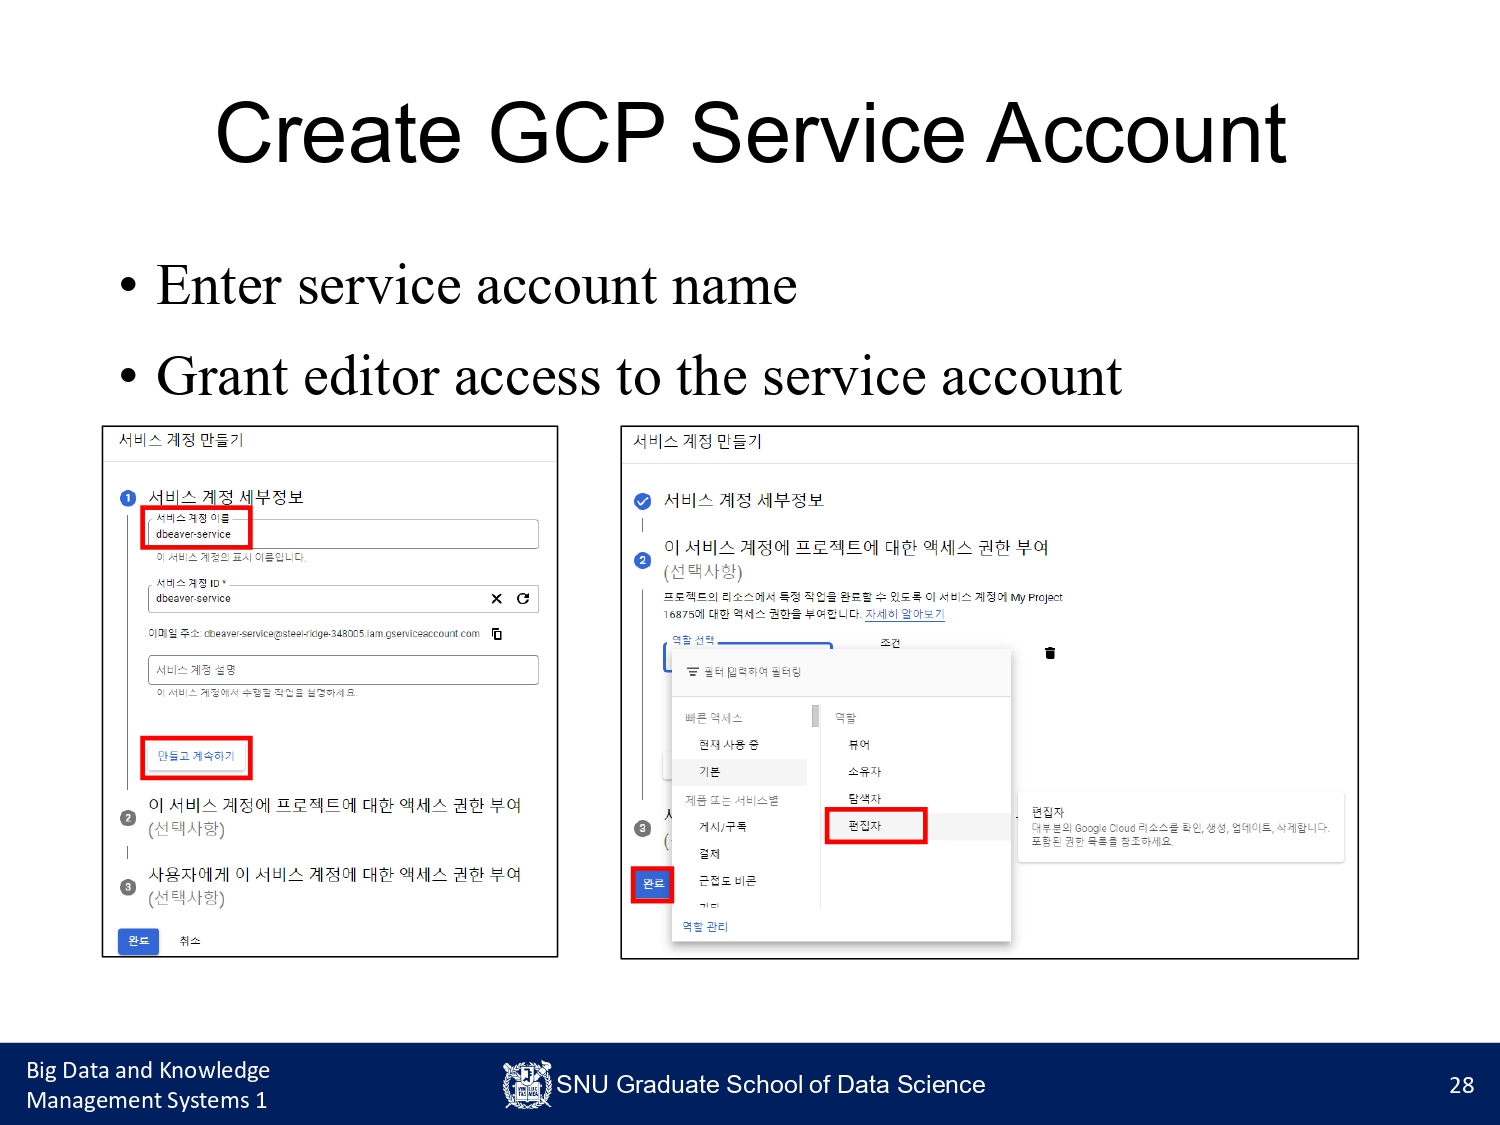 Create GCP Service Account
• Enter service account name
• Grant editor access to the service account
서비스 계정 만들기
1 서비스 계정 세부정보
서비스 계정 이름
dbeaver-service
이 서비스 계정의 표시 이름입니다.
서비스 계정 ID *
dbeaver-service
이메일 주소: dbeaver-service@steel-ridge-348005.iam.gserviceaccount.com
서비스 계정 설명
이 서비스 계정에서 수행할 작업을 설명하세요.
만들고 계속하기
2 이 서비스 계정에 프로젝트에 대한 액세스 권한 부여
(선택사항)
3 사용자에게 이 서비스 계정에 대한 액세스 권한 부여
(선택사항)
완료 취소
서비스 계정 만들기
서비스 계정 세부정보
2 이 서비스 계정에 프로젝트에 대한 액세스 권한 부여
(선택사항)
프로젝트의 리소스에서 특정 작업을 완료할 수 있도록 이 서비스 계정에 My Project
16875에 대한 액세스 권한을 부여합니다. 자세히 알아보기
역할 선택
조건
필터 입력하여 필터링
빠른 액세스
현재 사용 중
기본
제품 또는 서비스별
게시/구독
결제
근접도 비콘
역할
뷰어
소유자
탐색자
편집자
역할 관리
3
완료
편집자
대부분의 Google Cloud 리소스를 확인, 생성, 업데이트, 삭제합니다.
포함된 권한 목록을 참조하세요.
Big Data and Knowledge
Management Systems 1
SNU Graduate School of Data Science
28